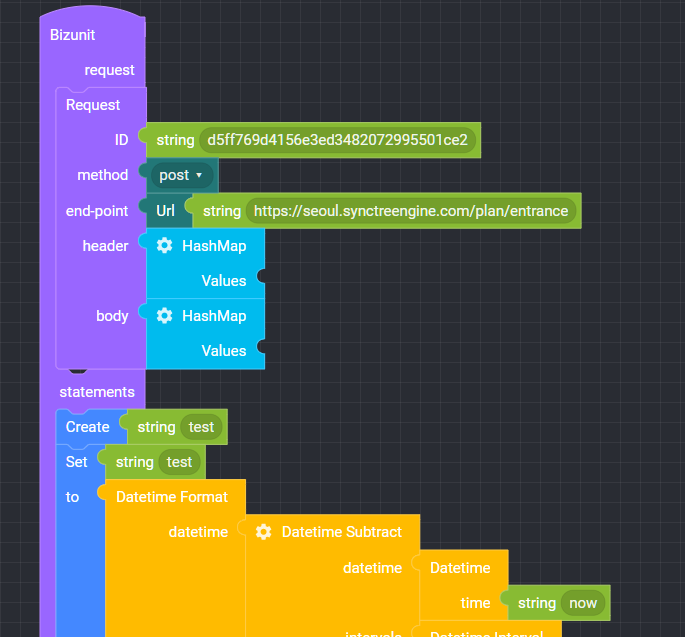 Bizunit
request
Request
ID string d5ff769d4156e3ed3482072995501ce2
method post
end-point Url string https://seoul.synctreengine.com/plan/entrance
header HashMap
Values
body HashMap
Values
statements
Create string test
Set string test
to Datetime Format
datetime Datetime Subtract
datetime Datetime
time string now
intervals Datetime Interval